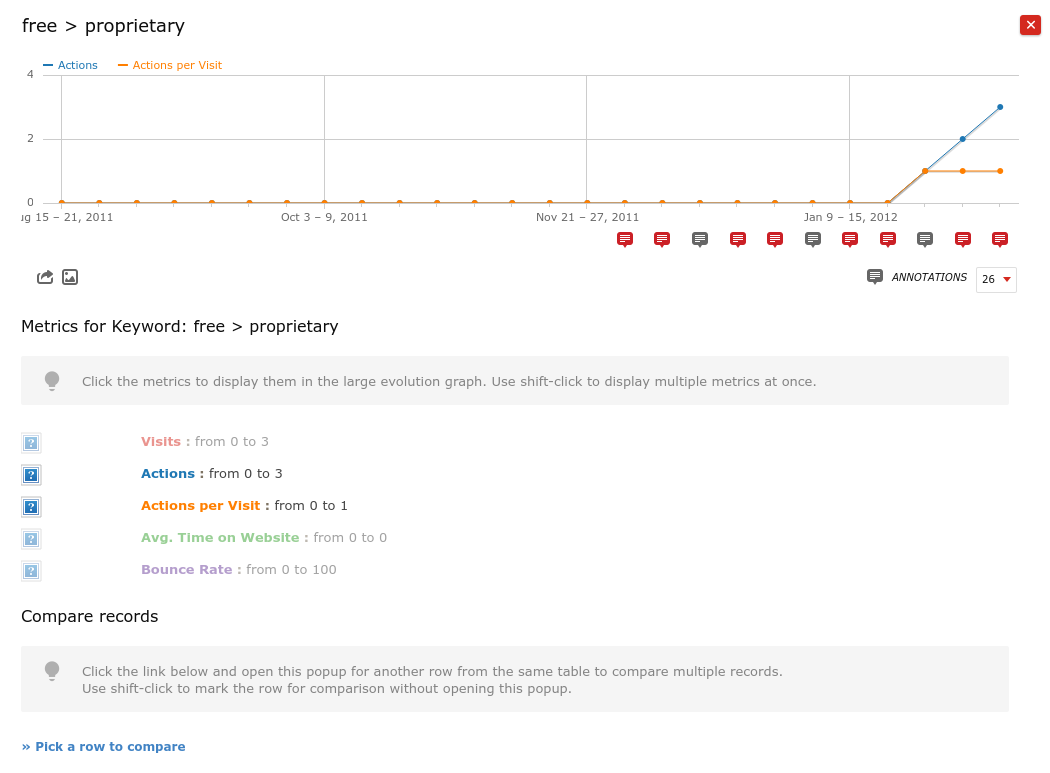 free > proprietary
Actions
Actions per Visit
4
2
0
ug 15 – 21, 2011
Oct 3 – 9, 2011
Nov 21 – 27, 2011
Jan 9 – 15, 2012
ANNOTATIONS
26
Metrics for Keyword: free > proprietary
Click the metrics to display them in the large evolution graph. Use shift-click to display multiple metrics at once.
? Visits : from 0 to 3
? Actions : from 0 to 3
? Actions per Visit : from 0 to 1
? Avg. Time on Website : from 0 to 0
? Bounce Rate : from 0 to 100
Compare records
Click the link below and open this popup for another row from the same table to compare multiple records.
Use shift-click to mark the row for comparison without opening this popup.
» Pick a row to compare